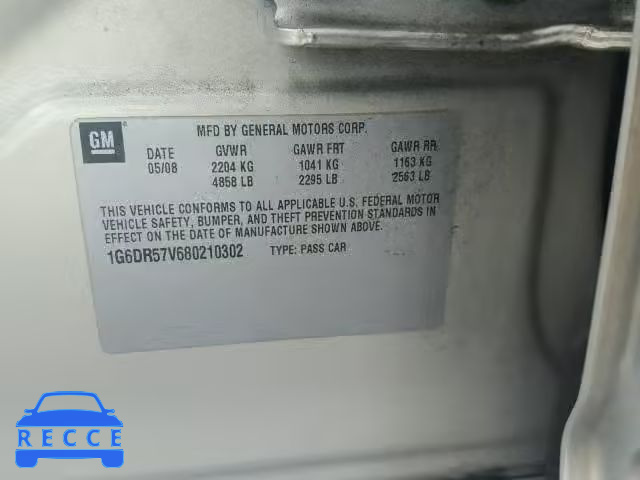 GM
MFD BY GENERAL MOTORS CORP.
DATE GVWR GAWR FRT GAWR RR
05/08 2204 KG 1041 KG 1163 KG
4858 LB 2295 LB 2563 LB
THIS VEHICLE CONFORMS TO ALL APPLICABLE U.S. FEDERAL MOTOR
VEHICLE SAFETY, BUMPER, AND THEFT PREVENTION STANDARDS IN
EFFECT ON THE DATE OF MANUFACTURE SHOWN ABOVE.
1G6DR57V680210302 TYPE: PASS CAR
RECCE